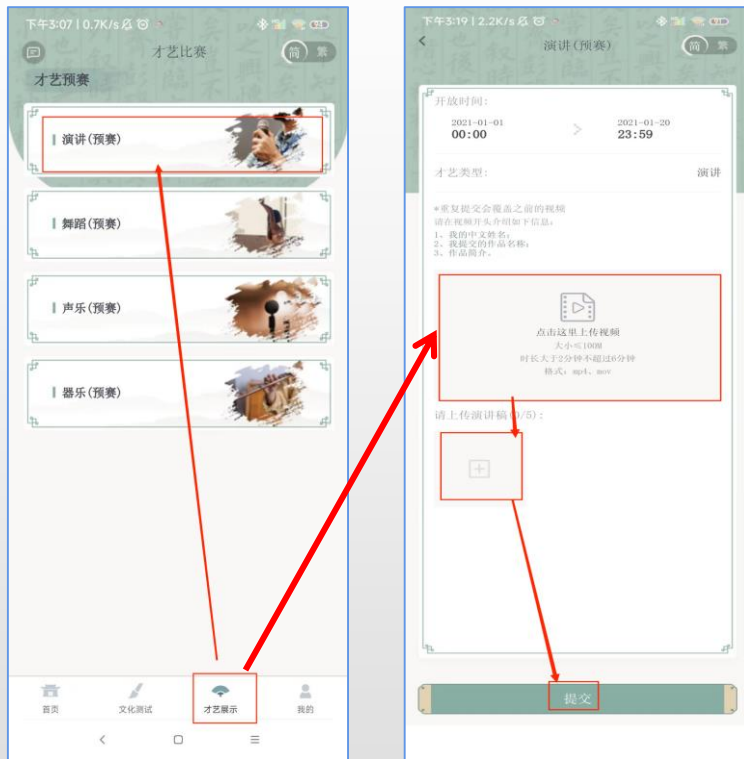 下午3:07 | 0.7K/s
才艺比赛
简 繁
才艺预赛
演讲(预赛)
舞蹈(预赛)
声乐(预赛)
器乐(预赛)
首页 文化测试 才艺展示 我的
下午3:19 | 2.2K/s
演讲(预赛)
简 繁
开放时间:
2021-01-01 2021-01-20
00:00 > 23:59
才艺类型: 演讲
*重复提交会覆盖之前的视频
请在视频开头介绍如下信息:
1、我的中文姓名;
2、我提交的作品名称;
3、作品简介。
点击这里上传视频
大小≤100M
时长大于2分钟不超过6分钟
格式: mp4、mov
请上传演讲稿(0/5):
提交